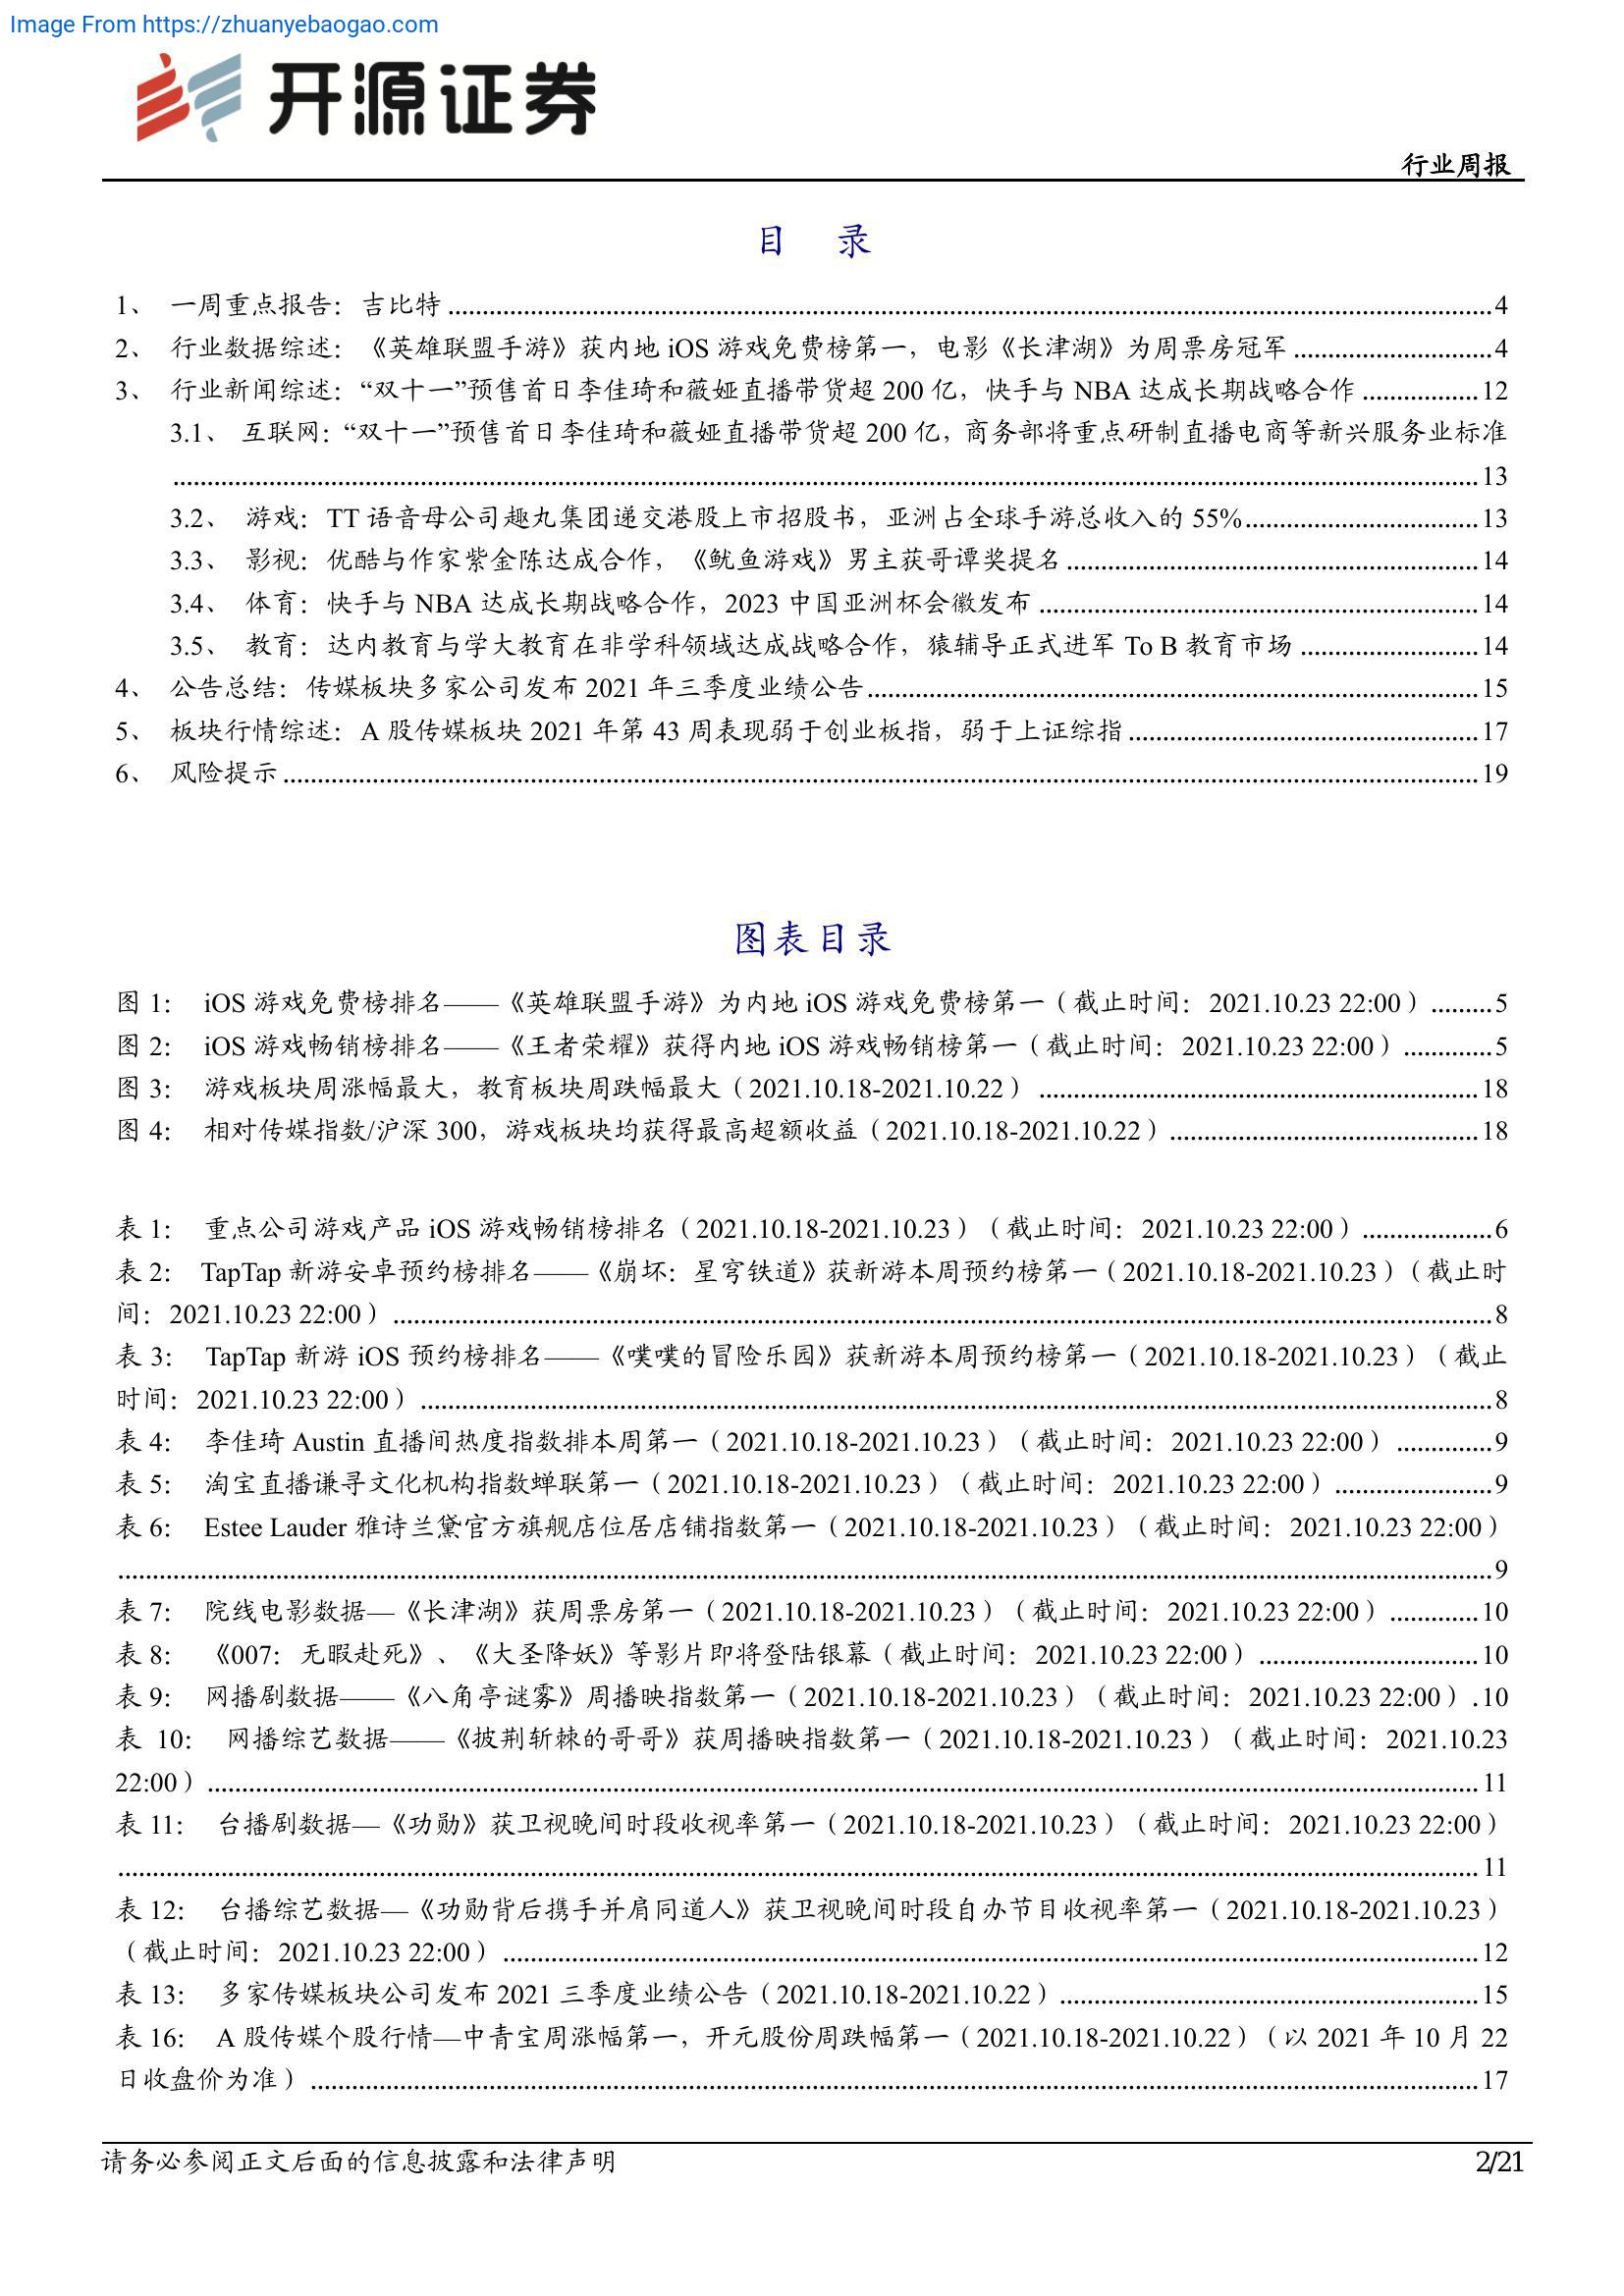 Image From https://zhuanyebaogao.com
开源证券
行业周报
目 录
1、 一周重点报告：吉比特 ........ 4
2、 行业数据综述：《英雄联盟手游》获内地 iOS 游戏免费榜第一，电影《长津湖》为周票房冠军 ........ 4
3、 行业新闻综述：“双十一”预售首日李佳琦和薇娅直播带货超 200 亿，快手与 NBA 达成长期战略合作 ........ 12
3.1、 互联网：“双十一”预售首日李佳琦和薇娅直播带货超 200 亿，商务部将重点研制直播电商等新兴服务业标准
........ 13
3.2、 游戏：TT 语音母公司趣丸集团递交港股上市招股书，亚洲占全球手游总收入的 55% ........ 13
3.3、 影视：优酷与作家紫金陈达成合作，《鱿鱼游戏》男主获哥谭奖提名 ........ 14
3.4、 体育：快手与 NBA 达成长期战略合作，2023 中国亚洲杯会徽发布 ........ 14
3.5、 教育：达内教育与学大教育在非学科领域达成战略合作，猿辅导正式进军 To B 教育市场 ........ 14
4、 公告总结：传媒板块多家公司发布 2021 年三季度业绩公告 ........ 15
5、 板块行情综述：A 股传媒板块 2021 年第 43 周表现弱于创业板指，弱于上证综指 ........ 17
6、 风险提示 ........ 19
图表目录
图 1： iOS 游戏免费榜排名——《英雄联盟手游》为内地 iOS 游戏免费榜第一（截止时间：2021.10.23 22:00） ........ 5
图 2： iOS 游戏畅销榜排名——《王者荣耀》获得内地 iOS 游戏畅销榜第一（截止时间：2021.10.23 22:00） ........ 5
图 3： 游戏板块周涨幅最大，教育板块周跌幅最大（2021.10.18-2021.10.22） ........ 18
图 4： 相对传媒指数/沪深 300，游戏板块均获得最高超额收益（2021.10.18-2021.10.22） ........ 18
表 1： 重点公司游戏产品 iOS 游戏畅销榜排名（2021.10.18-2021.10.23）（截止时间：2021.10.23 22:00） ........ 6
表 2： TapTap 新游安卓预约榜排名——《崩坏：星穹铁道》获新游本周预约榜第一（2021.10.18-2021.10.23）（截止时
间：2021.10.23 22:00） ........ 8
表 3： TapTap 新游 iOS 预约榜排名——《噗噗的冒险乐园》获新游本周预约榜第一（2021.10.18-2021.10.23）（截止
时间：2021.10.23 22:00） ........ 8
表 4： 李佳琦 Austin 直播间热度指数排本周第一（2021.10.18-2021.10.23）（截止时间：2021.10.23 22:00） ........ 9
表 5： 淘宝直播谦寻文化机构指数蝉联第一（2021.10.18-2021.10.23）（截止时间：2021.10.23 22:00） ........ 9
表 6： Estee Lauder 雅诗兰黛官方旗舰店位居店铺指数第一（2021.10.18-2021.10.23）（截止时间：2021.10.23 22:00）
........ 9
表 7： 院线电影数据—《长津湖》获周票房第一（2021.10.18-2021.10.23）（截止时间：2021.10.23 22:00） ........ 10
表 8： 《007：无暇赴死》、《大圣降妖》等影片即将登陆银幕（截止时间：2021.10.23 22:00） ........ 10
表 9： 网播剧数据——《八角亭谜雾》周播映指数第一（2021.10.18-2021.10.23）（截止时间：2021.10.23 22:00） . 10
表 10： 网播综艺数据——《披荆斩棘的哥哥》获周播映指数第一（2021.10.18-2021.10.23）（截止时间：2021.10.23
22:00） ........ 11
表 11： 台播剧数据—《功勋》获卫视晚间时段收视率第一（2021.10.18-2021.10.23）（截止时间：2021.10.23 22:00）
........ 11
表 12： 台播综艺数据—《功勋背后携手并肩同道人》获卫视晚间时段自办节目收视率第一（2021.10.18-2021.10.23）
（截止时间：2021.10.23 22:00） ........ 12
表 13： 多家传媒板块公司发布 2021 三季度业绩公告（2021.10.18-2021.10.22） ........ 15
表 16： A 股传媒个股行情—中青宝周涨幅第一，开元股份周跌幅第一（2021.10.18-2021.10.22）（以 2021 年 10 月 22
日收盘价为准） ........ 17
请务必参阅正文后面的信息披露和法律声明
2/21